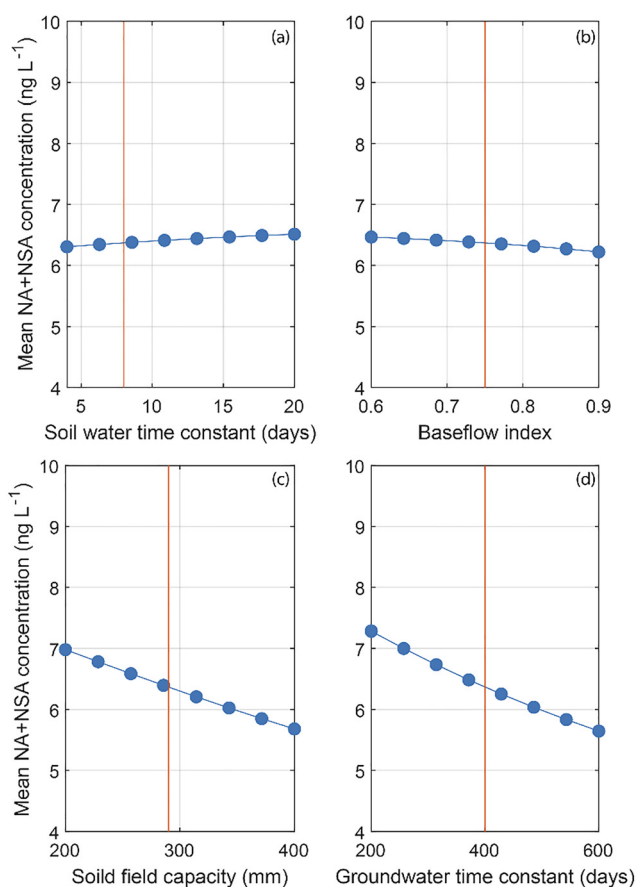 (a)
10
9
8
7
6
5
4
Mean NA+NSA concentration (ng L⁻¹)
5 10 15 20
Soil water time constant (days)
(b)
10
9
8
7
6
5
4
0.6 0.7 0.8 0.9
Baseflow index
(c)
10
9
8
7
6
5
4
Mean NA+NSA concentration (ng L⁻¹)
200 300 400
Soild field capacity (mm)
(d)
10
9
8
7
6
5
4
200 400 600
Groundwater time constant (days)